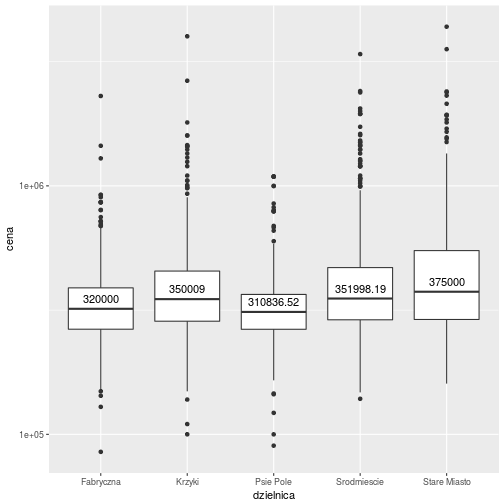 1e+06
1e+05
cena
320000
350009
310836.52
351998.19
375000
Fabryczna
Krzyki
Psie Pole
Srodmiescie
Stare Miasto
dzielnica